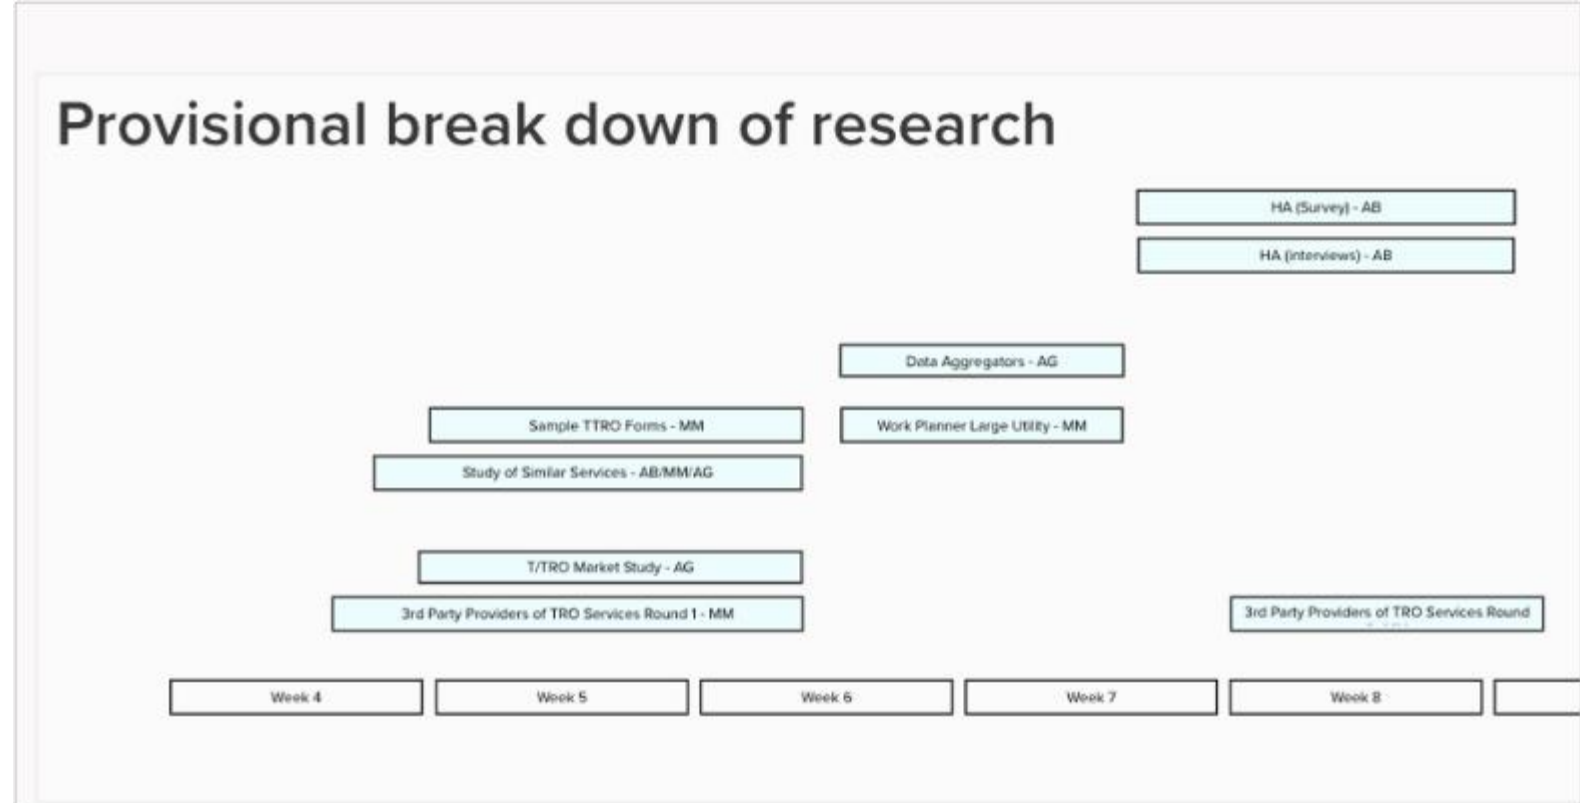 Provisional break down of research
HA (Survey) - AB
HA (interviews) - AB
Data Aggregators - AG
Sample TTRO Forms - MM
Work Planner Large Utility - MM
Study of Similar Services - AB/MM/AG
T/TRO Market Study - AG
3rd Party Providers of TRO Services Round 1 - MM
3rd Party Providers of TRO Services Round
Week 4
Week 5
Week 6
Week 7
Week 8